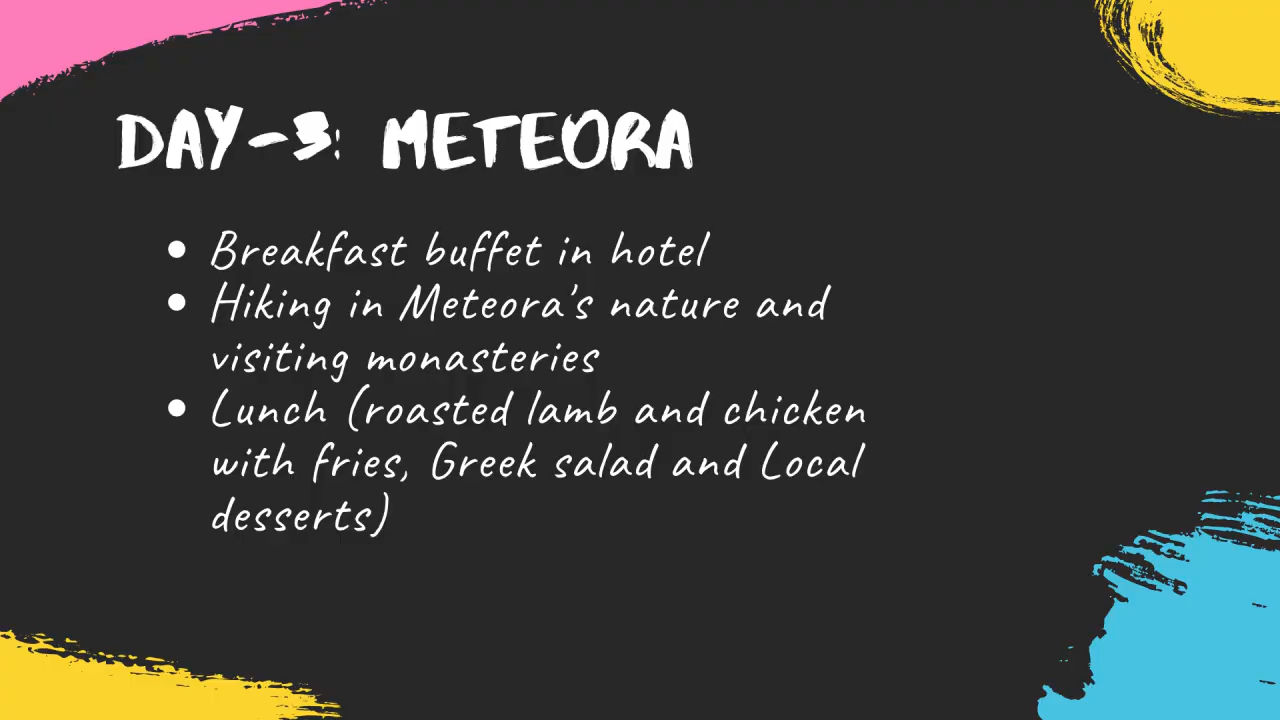 DAY-3: METEORA
• Breakfast buffet in hotel
• Hiking in Meteora's nature and
visiting monasteries
• Lunch (roasted lamb and chicken
with fries, Greek salad and Local
desserts)